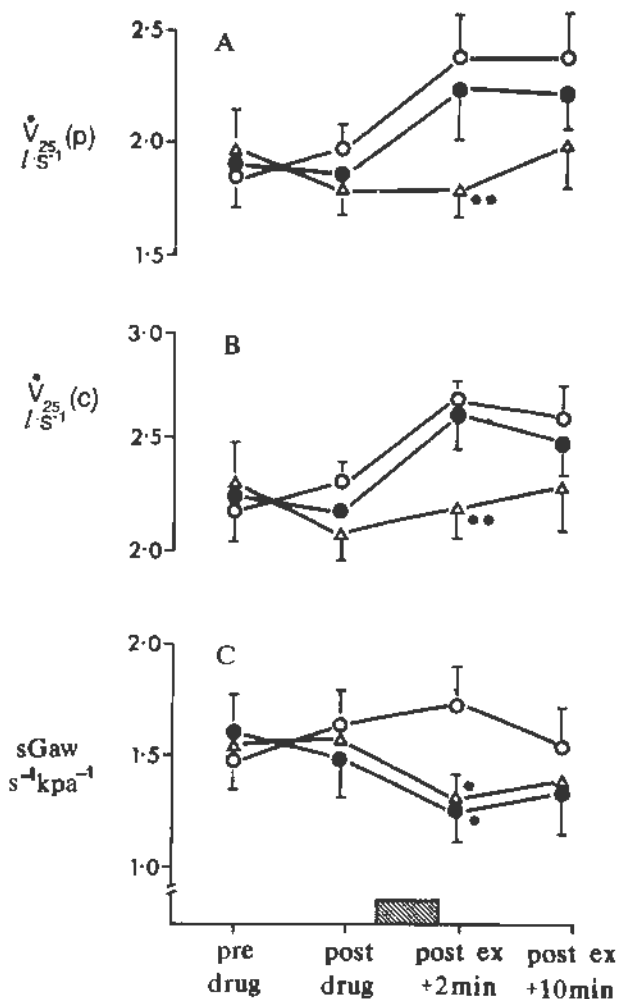 2·5
A
V̇25(p)
l·s-1
2·0
1·5
3·0
B
V̇25(c)
l·s-1
2·5
2·0
2·0
C
sGaw
s-1kpa-1
1·5
1·0
pre drug
post drug
post ex +2min
post ex +10min